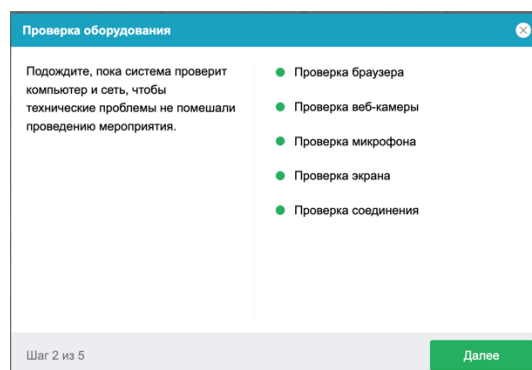 Проверка оборудования
Подождите, пока система проверит
компьютер и сеть, чтобы
технические проблемы не помешали
проведению мероприятия.
Проверка браузера
Проверка веб-камеры
Проверка микрофона
Проверка экрана
Проверка соединения
Шаг 2 из 5
Далее